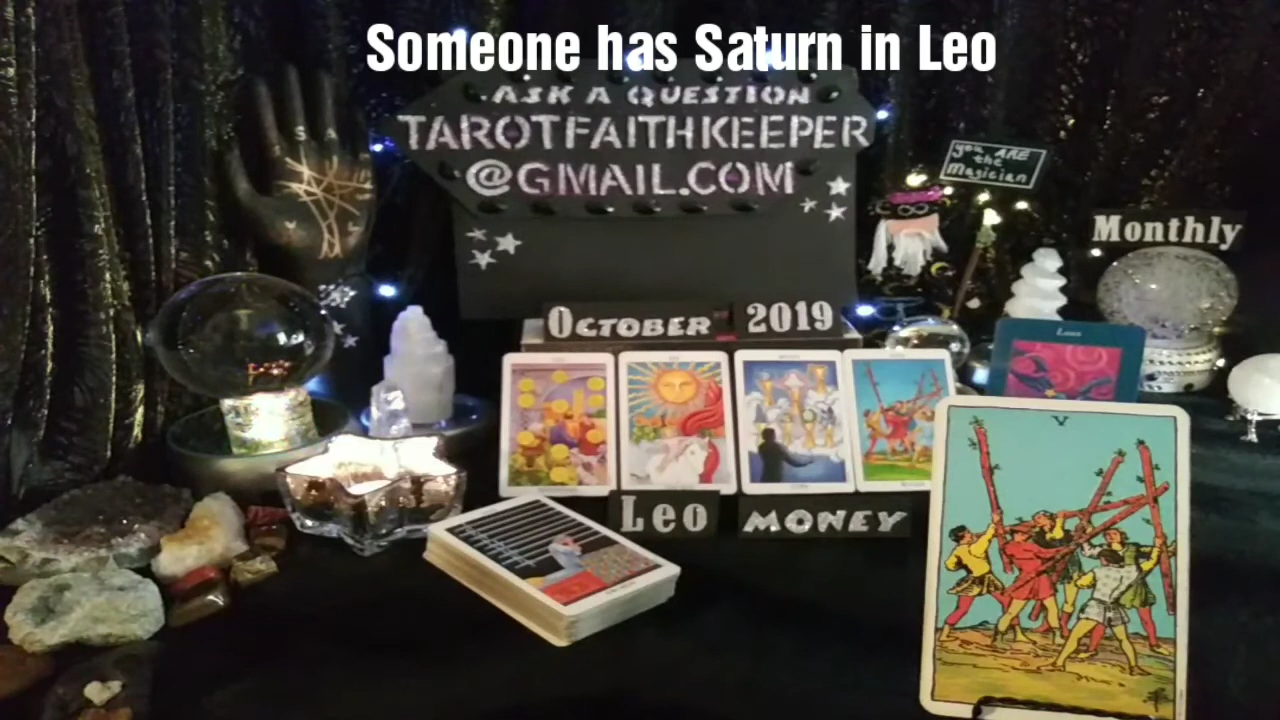 Someone has Saturn in Leo
ASK A QUESTION
TAROTFAITHKEEPER
@GMAIL.COM
you ARE
the
Magician
Monthly
S A
OCTOBER 2019
Leo MONEY
V